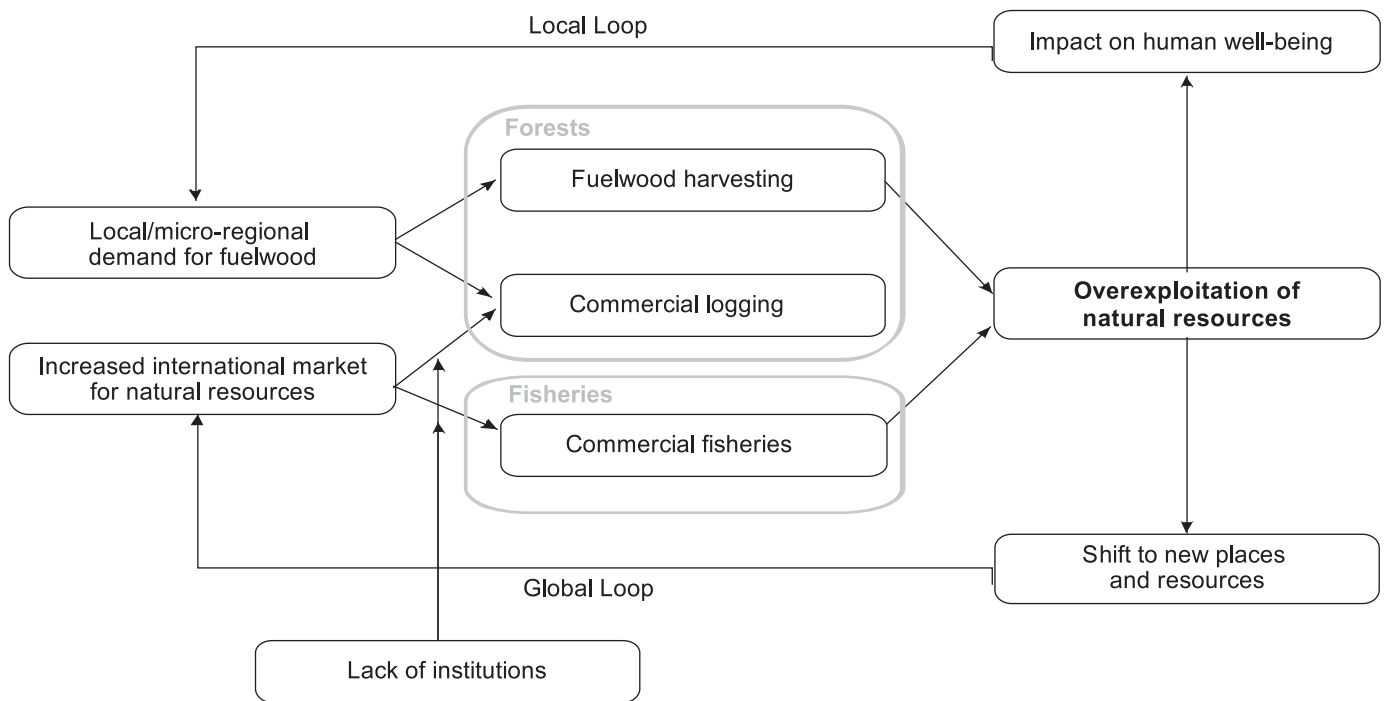 Local Loop
Impact on human well-being
Forests
Fuelwood harvesting
Local/micro-regional
demand for fuelwood
Commercial logging
Overexploitation of
natural resources
Increased international market
for natural resources
Fisheries
Commercial fisheries
Shift to new places
and resources
Global Loop
Lack of institutions